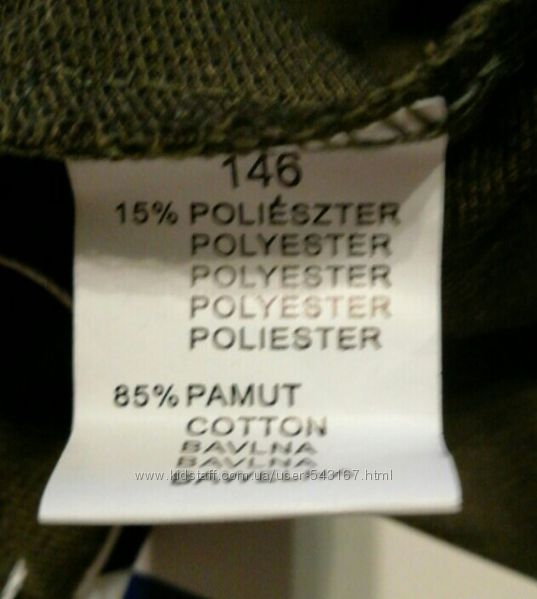 146
15% POLIÉSZTER
POLYESTER
POLYESTER
POLYESTER
POLIESTER
85% PAMUT
COTTON
BAVLNA
BAVLNA
www.kidstaff.com.ua/user-543167.html